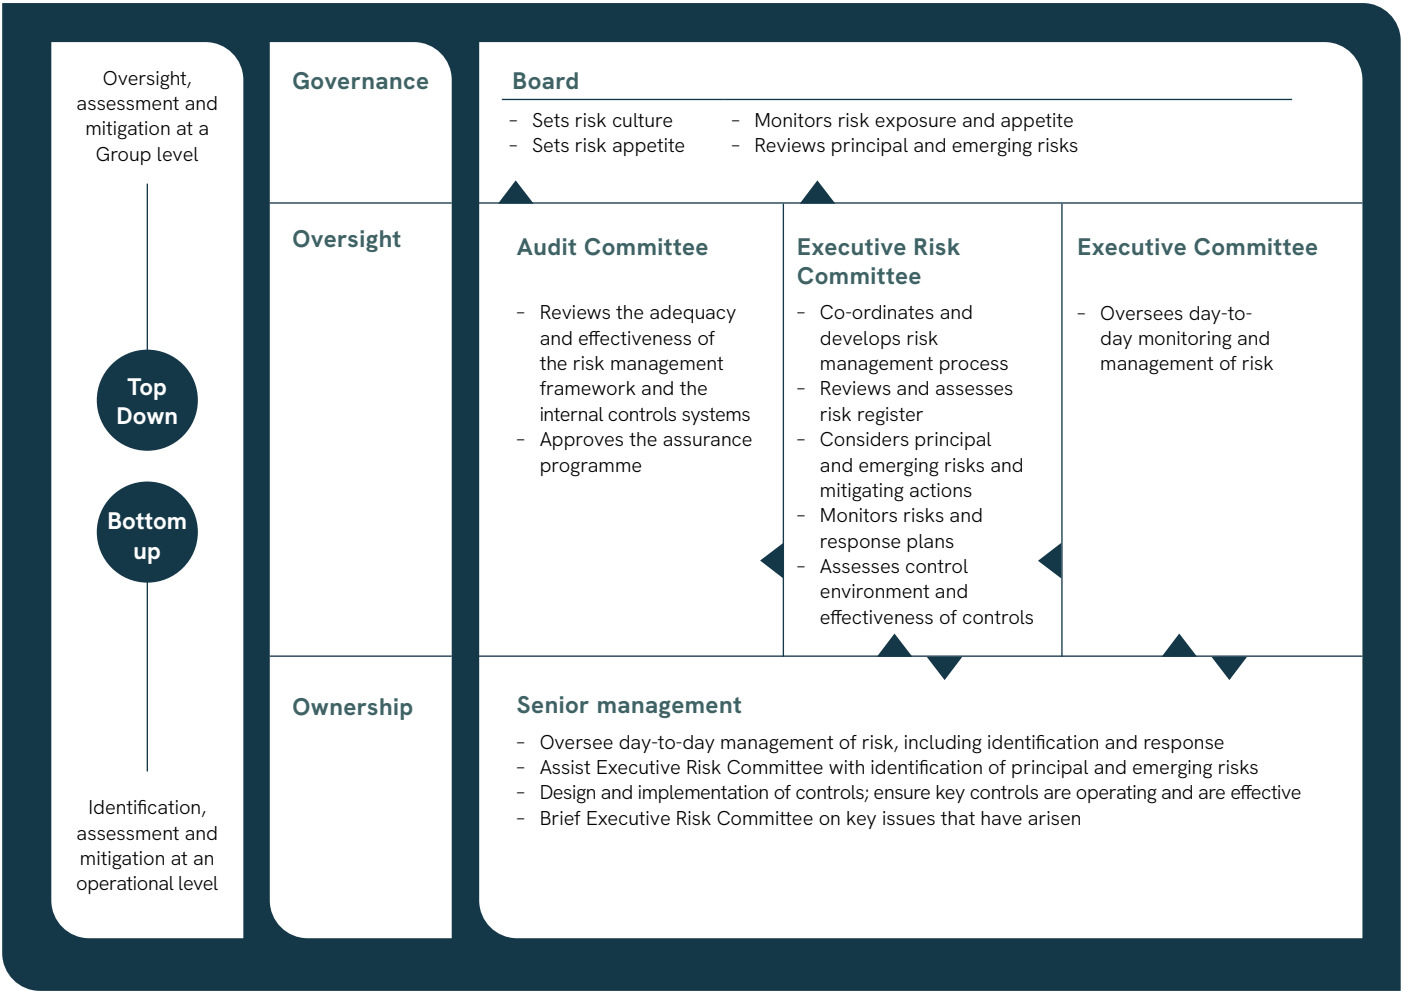 Oversight,
assessment and
mitigation at a
Group level
Top
Down
Bottom
up
Identification,
assessment and
mitigation at an
operational level
Governance
Board
– Sets risk culture
– Sets risk appetite
– Monitors risk exposure and appetite
– Reviews principal and emerging risks
Oversight
Audit Committee
– Reviews the adequacy
and effectiveness of
the risk management
framework and the
internal controls systems
– Approves the assurance
programme
Executive Risk
Committee
– Co-ordinates and
develops risk
management process
– Reviews and assesses
risk register
– Considers principal
and emerging risks and
mitigating actions
– Monitors risks and
response plans
– Assesses control
environment and
effectiveness of controls
Executive Committee
– Oversees day-to-
day monitoring and
management of risk
Ownership
Senior management
– Oversee day-to-day management of risk, including identification and response
– Assist Executive Risk Committee with identification of principal and emerging risks
– Design and implementation of controls; ensure key controls are operating and are effective
– Brief Executive Risk Committee on key issues that have arisen